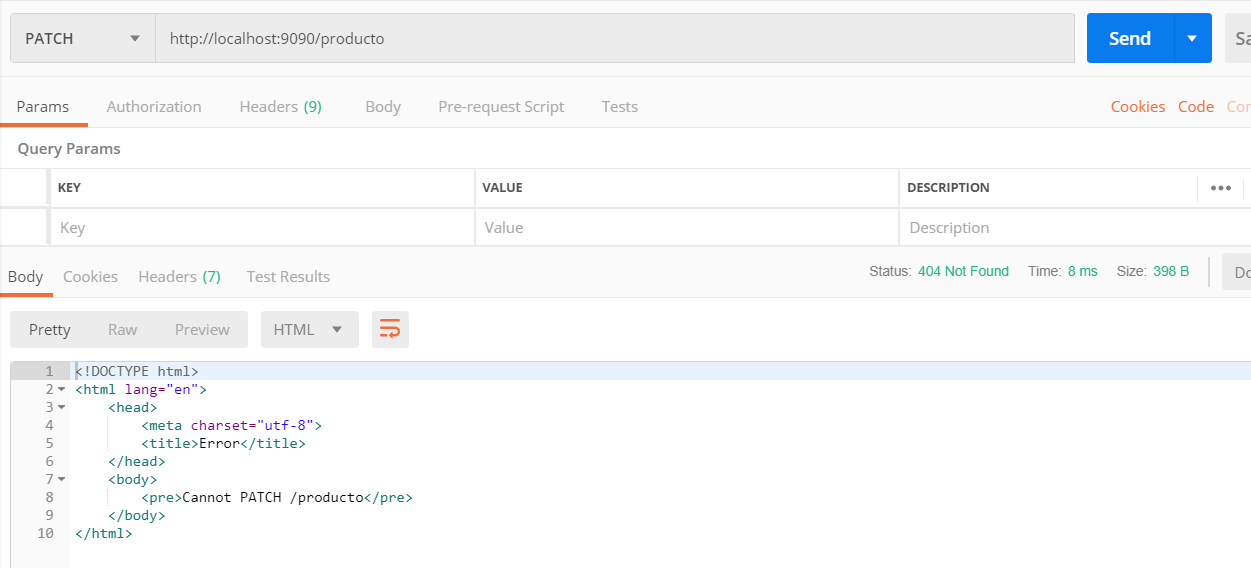 PATCH http://localhost:9090/producto Send Sa
Params Authorization Headers (9) Body Pre-request Script Tests Cookies Code Con
Query Params
KEY VALUE DESCRIPTION •••
Key Value Description
Body Cookies Headers (7) Test Results Status: 404 Not Found Time: 8 ms Size: 398 B Do
Pretty Raw Preview HTML
1 <!DOCTYPE html>
2 <html lang="en">
3 <head>
4 <meta charset="utf-8">
5 <title>Error</title>
6 </head>
7 <body>
8 <pre>Cannot PATCH /producto</pre>
9 </body>
10 </html>